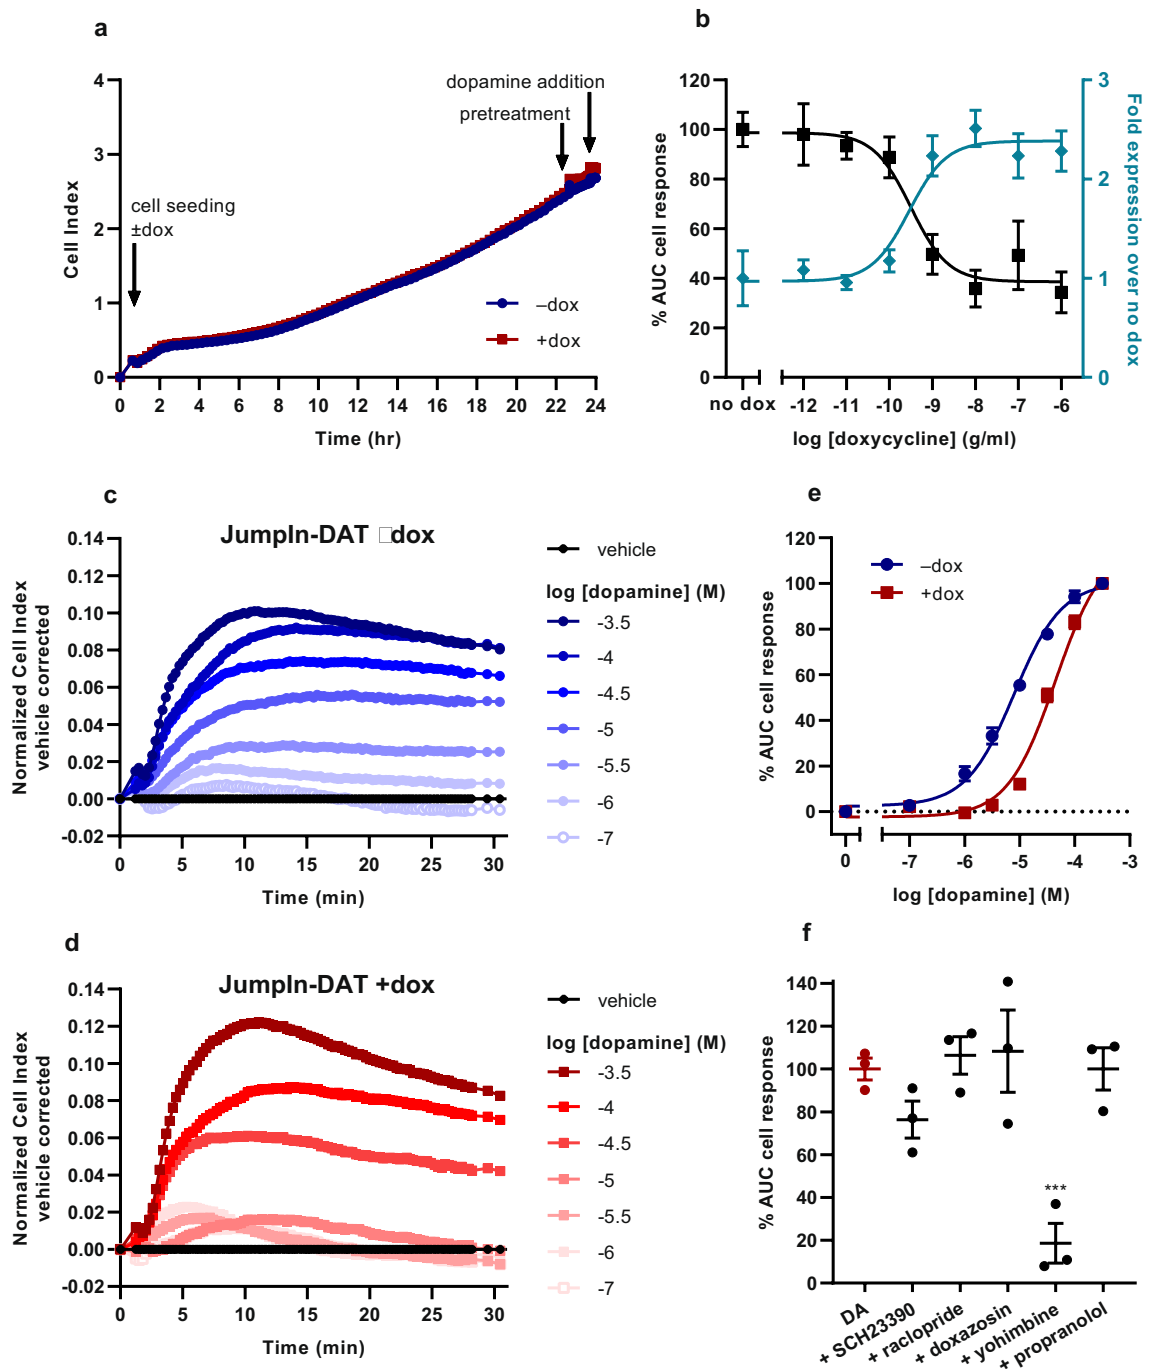 a
4
3
2
1
0
Cell Index
dopamine addition
pretreatment
cell seeding
±dox
–dox
+dox
0 2 4 6 8 10 12 14 16 18 20 22 24
Time (hr)
b
120
100
80
60
40
20
0
% AUC cell response
3
2
1
0
Fold expression over no dox
no dox -12 -11 -10 -9 -8 -7 -6
log [doxycycline] (g/ml)
c
JumpIn-DAT □dox
0.14
0.12
0.10
0.08
0.06
0.04
0.02
0.00
-0.02
Normalized Cell Index
vehicle corrected
0 5 10 15 20 25 30
Time (min)
vehicle
log [dopamine] (M)
-3.5
-4
-4.5
-5
-5.5
-6
-7
e
120
100
80
60
40
20
0
% AUC cell response
–dox
+dox
0 -7 -6 -5 -4 -3
log [dopamine] (M)
d
JumpIn-DAT +dox
0.14
0.12
0.10
0.08
0.06
0.04
0.02
0.00
-0.02
Normalized Cell Index
vehicle corrected
0 5 10 15 20 25 30
Time (min)
vehicle
log [dopamine] (M)
-3.5
-4
-4.5
-5
-5.5
-6
-7
f
140
120
100
80
60
40
20
0
% AUC cell response
***
DA
+ SCH23390
+ raclopride
+ doxazosin
+ yohimbine
+ propranolol